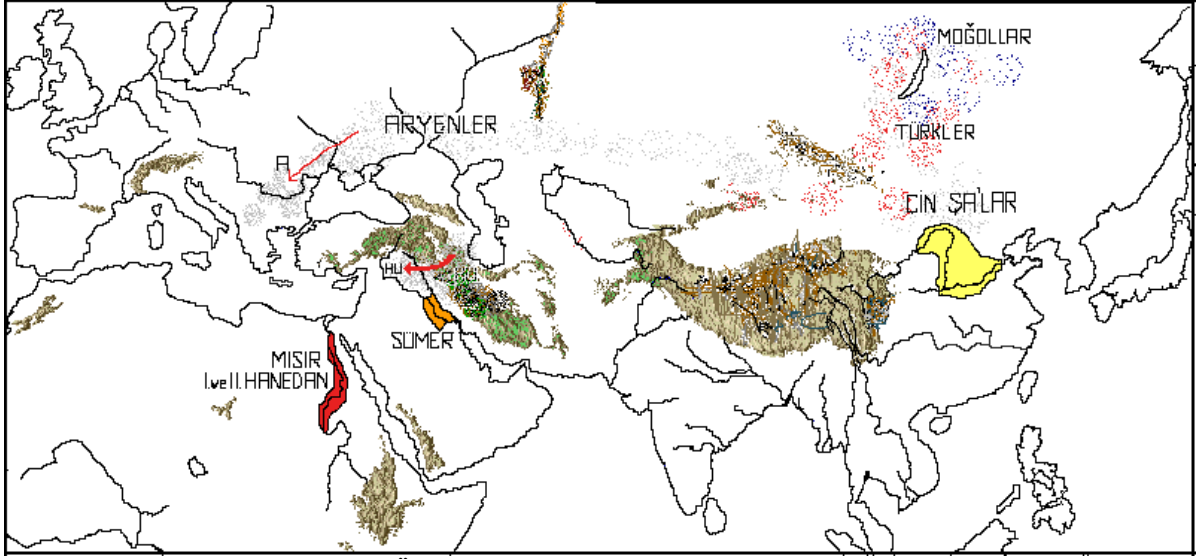 MOĞOLLAR
ARYENLER
TÜRKLER
A
ÇİN ŞA'LAR
HU
SÜMER
MISIR
I.ve II. HANEDAN